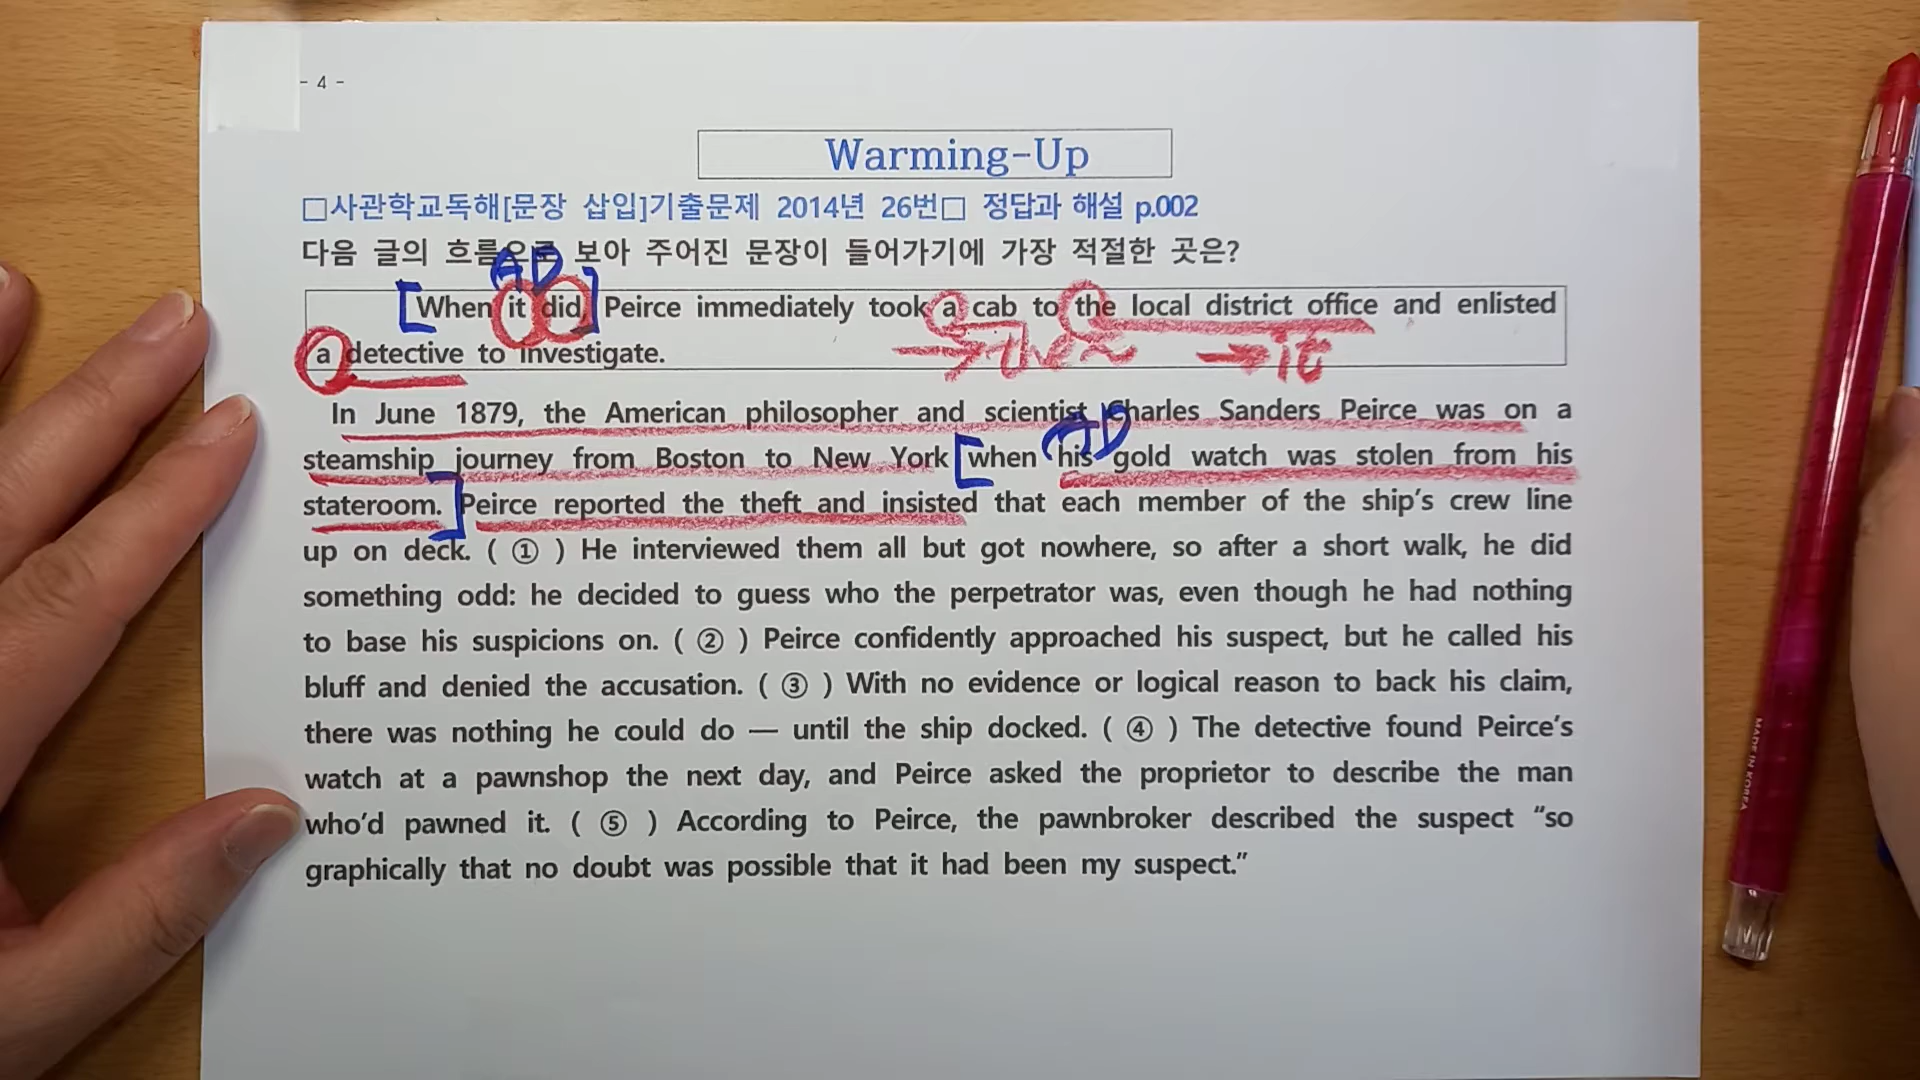 - 4 -
Warming-Up
□사관학교독해[문장 삽입]기출문제 2014년 26번□ 정답과 해설 p.002
다음 글의 흐름으로 보아 주어진 문장이 들어가기에 가장 적절한 곳은?
AD
[When it did,] Peirce immediately took a cab to the local district office and enlisted
a detective to investigate.
→the~ →it
In June 1879, the American philosopher and scientist Charles Sanders Peirce was on a
AD
steamship journey from Boston to New York [when his gold watch was stolen from his
stateroom.] Peirce reported the theft and insisted that each member of the ship's crew line
up on deck. ( ① ) He interviewed them all but got nowhere, so after a short walk, he did
something odd: he decided to guess who the perpetrator was, even though he had nothing
to base his suspicions on. ( ② ) Peirce confidently approached his suspect, but he called his
bluff and denied the accusation. ( ③ ) With no evidence or logical reason to back his claim,
there was nothing he could do — until the ship docked. ( ④ ) The detective found Peirce's
watch at a pawnshop the next day, and Peirce asked the proprietor to describe the man
who'd pawned it. ( ⑤ ) According to Peirce, the pawnbroker described the suspect “so
graphically that no doubt was possible that it had been my suspect.”
MADE IN KOREA